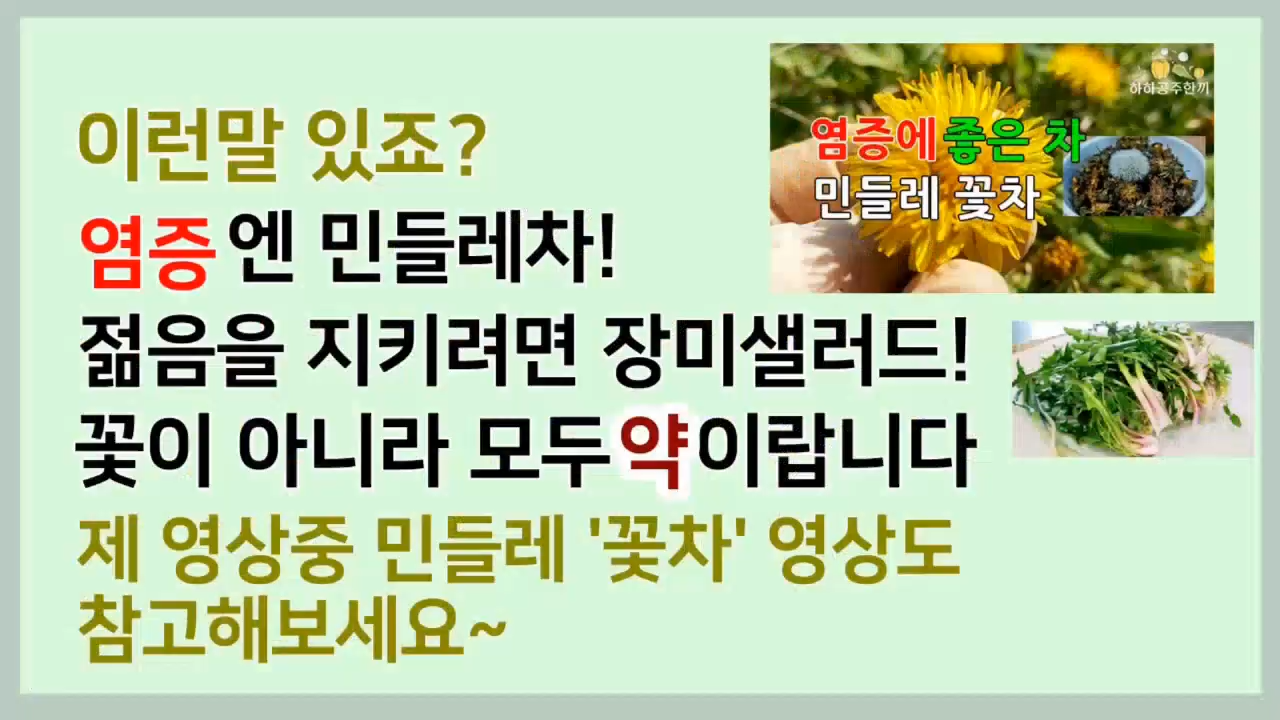 이런말 있죠?
염증엔 민들레차!
젊음을 지키려면 장미샐러드!
꽃이 아니라 모두약이랍니다
제 영상중 민들레 '꽃차' 영상도
참고해보세요~
하하공주한끼
염증에 좋은 차
민들레 꽃차